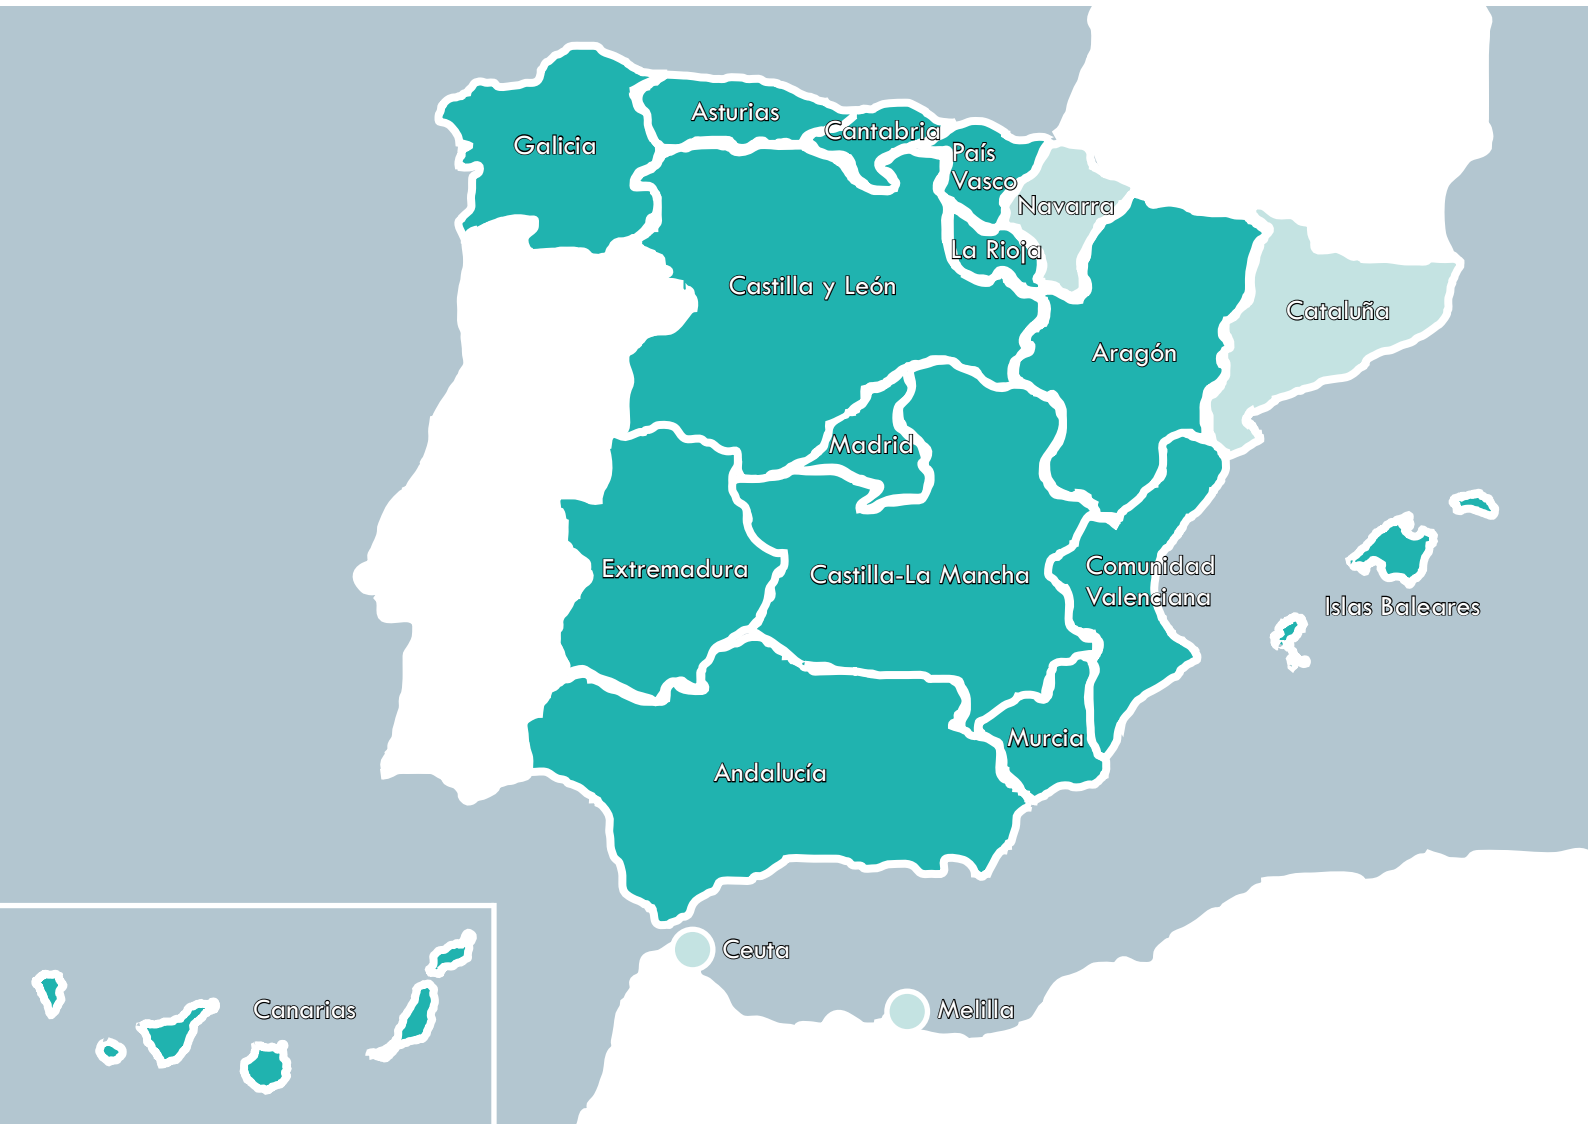 Asturias
Cantabria
Galicia
País
Vasco
Navarra
La Rioja
Castilla y León
Cataluña
Aragón
Madrid
Extremadura
Castilla-La Mancha
Comunidad
Valenciana
Islas Baleares
Murcia
Andalucía
Ceuta
Canarias
Melilla